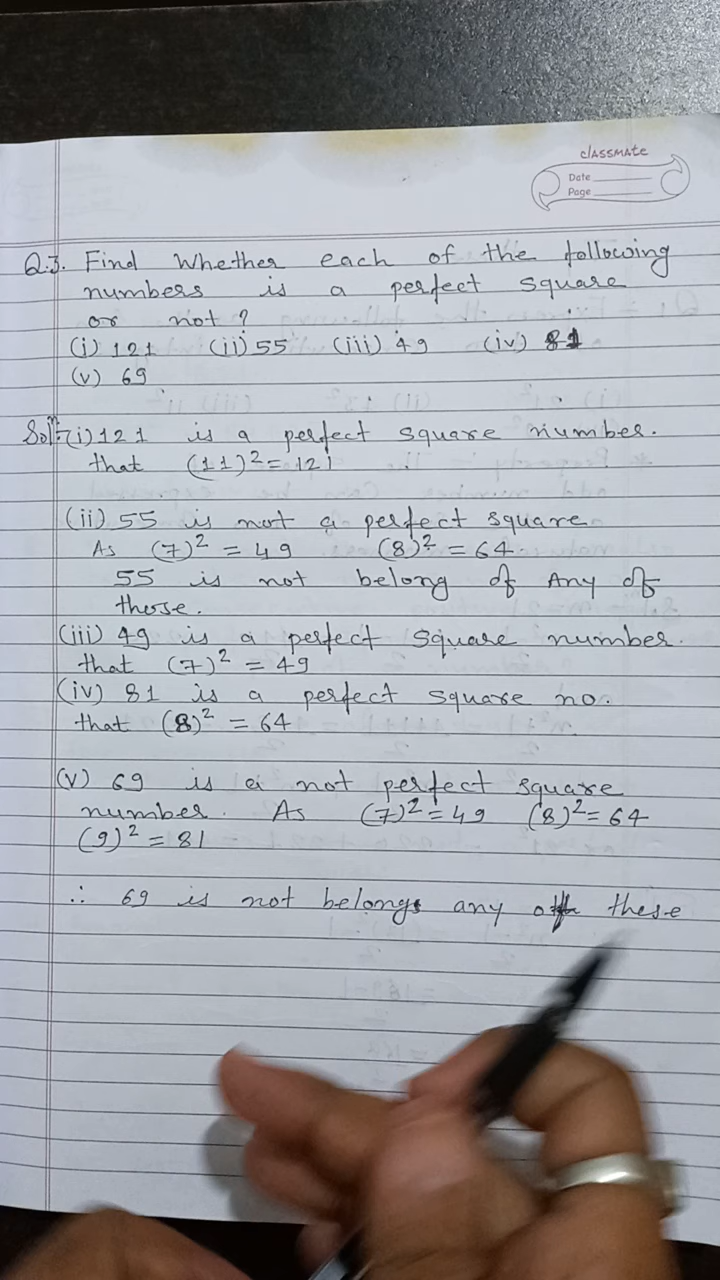 classmate
Date
Page
Q.3. Find Whether each of the following
numbers is a perfect square
or not ?
(i) 121 (ii) 55 (iii) 49 (iv) 81
(v) 69
Solⁿ:-(i) 121 is a perfect square number.
that (11)² = 121
(ii) 55 is not a perfect square
As (7)² = 49 (8)² = 64.
55 is not belong of Any of
these.
(iii) 49 is a perfect square number.
that (7)² = 49
(iv) 81 is a perfect square no.
that (8)² = 64
(v) 69 is a not perfect square
number. As (7)² = 49 (8)² = 64
(9)² = 81
∴ 69 is not belongs any of these